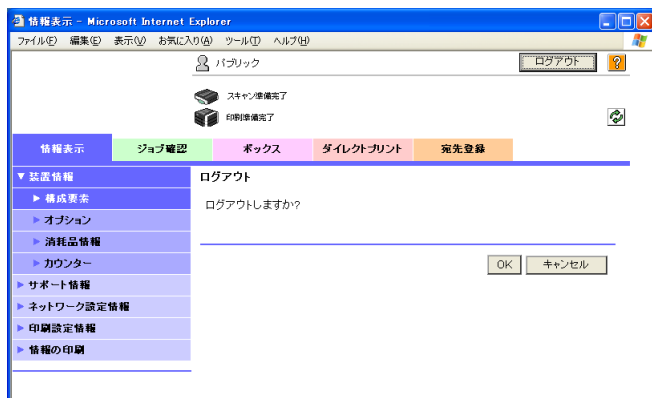 情報表示 - Microsoft Internet Explorer
ファイル(F) 編集(E) 表示(V) お気に入り(A) ツール(T) ヘルプ(H)
パブリック ログアウト ?
スキャン準備完了
印刷準備完了
情報表示 ジョブ確認 ボックス ダイレクトプリント 宛先登録
▼装置情報
▶構成要素
▶オプション
▶消耗品情報
▶カウンター
▶サポート情報
▶ネットワーク設定情報
▶印刷設定情報
▶情報の印刷
ログアウト
ログアウトしますか?
OK キャンセル